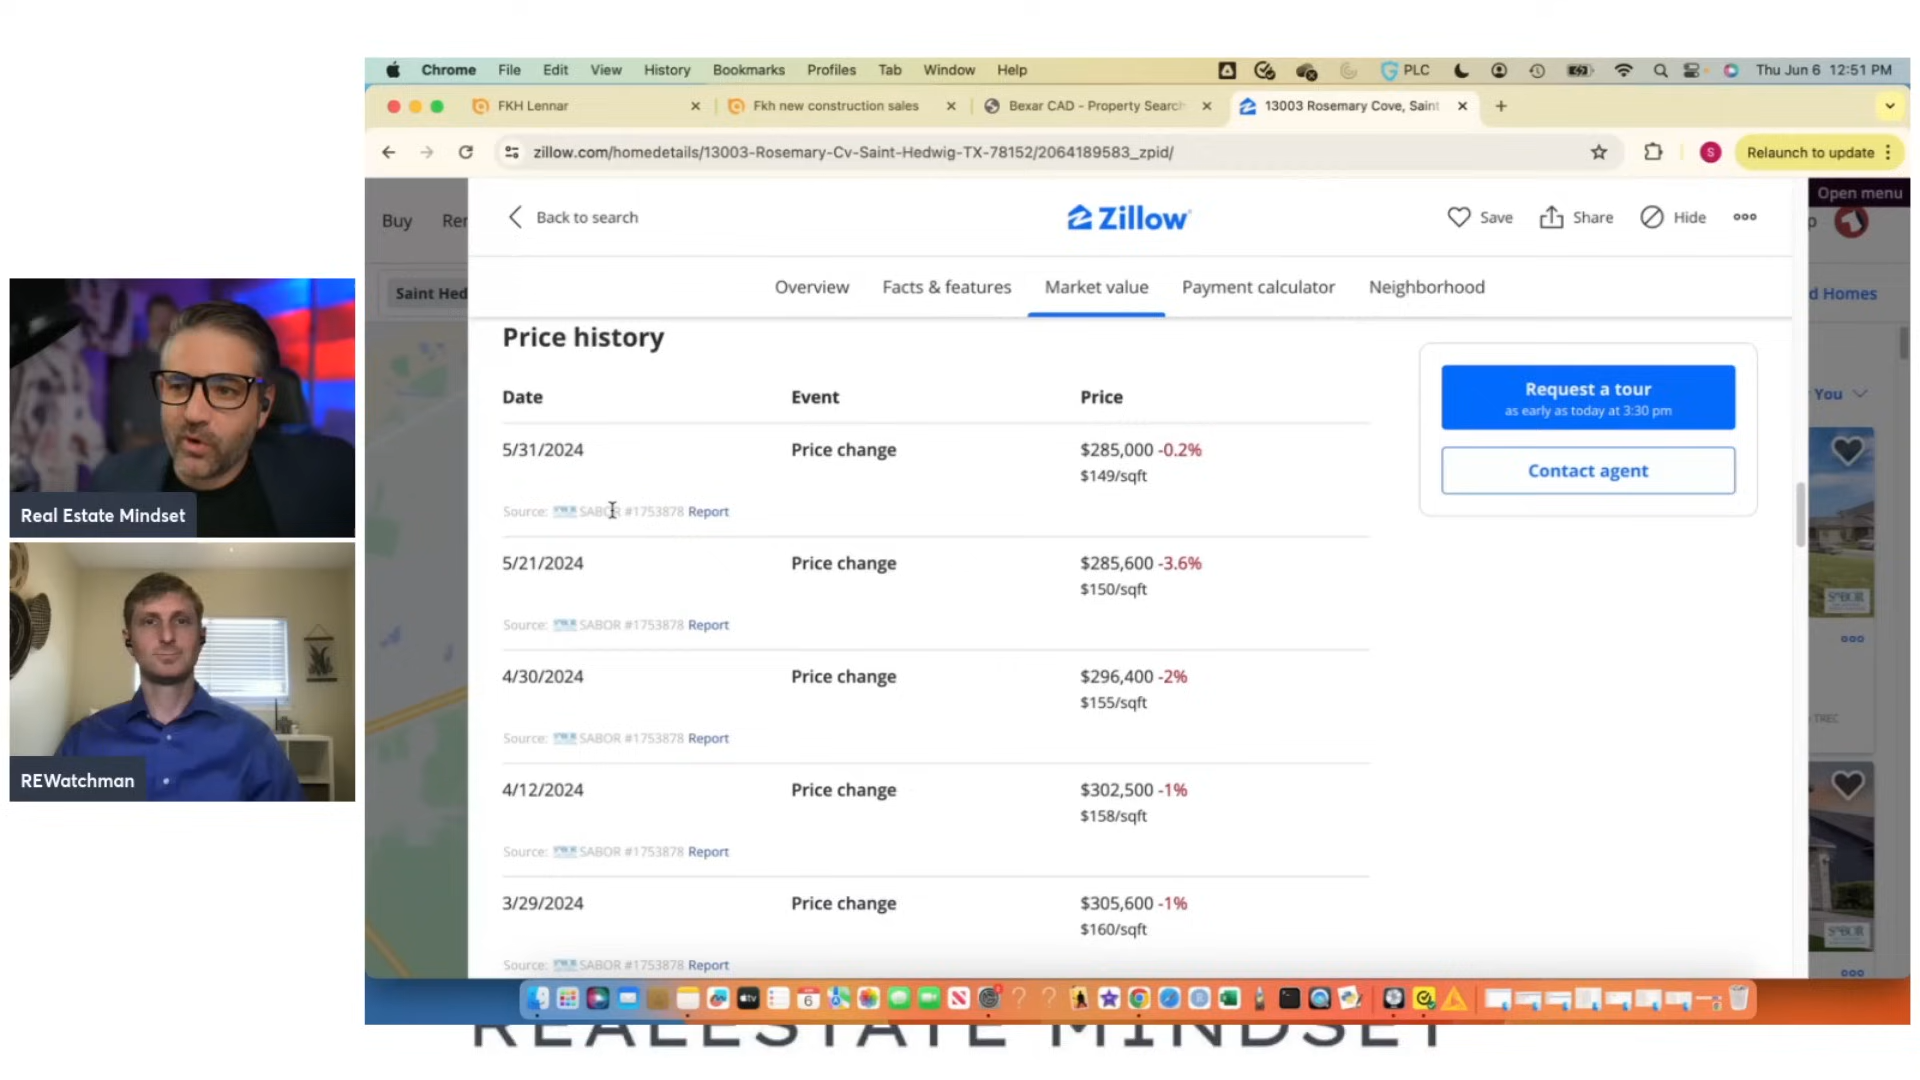 Chrome File Edit View History Bookmarks Profiles Tab Window Help PLC Thu Jun 6 12:51 PM
FKH Lennar Fkh new construction sales Bexar CAD - Property Search 13003 Rosemary Cove, Saint
zillow.com/homedetails/13003-Rosemary-Cv-Saint-Hedwig-TX-78152/2064189583_zpid/ S Relaunch to update
Open menu
Buy Rer Back to search Zillow Save Share Hide
Saint Hed Overview Facts & features Market value Payment calculator Neighborhood d Homes
Price history
Date Event Price
Request a tour
as early as today at 3:30 pm
You
5/31/2024 Price change $285,000 -0.2%
$149/sqft
Contact agent
Source: SABOR #1753878 Report
Real Estate Mindset
5/21/2024 Price change $285,600 -3.6%
$150/sqft
SABOR
Source: SABOR #1753878 Report
4/30/2024 Price change $296,400 -2%
$155/sqft
TREC
Source: SABOR #1753878 Report
REWatchman
4/12/2024 Price change $302,500 -1%
$158/sqft
Source: SABOR #1753878 Report
3/29/2024 Price change $305,600 -1%
$160/sqft
SABOR
Source: SABOR #1753878 Report
REALESTATE MINDSET